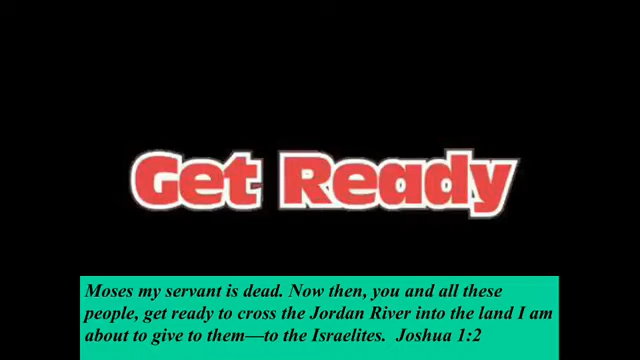 Get Ready
Moses my servant is dead. Now then, you and all these
people, get ready to cross the Jordan River into the land I am
about to give to them—to the Israelites.  Joshua 1:2